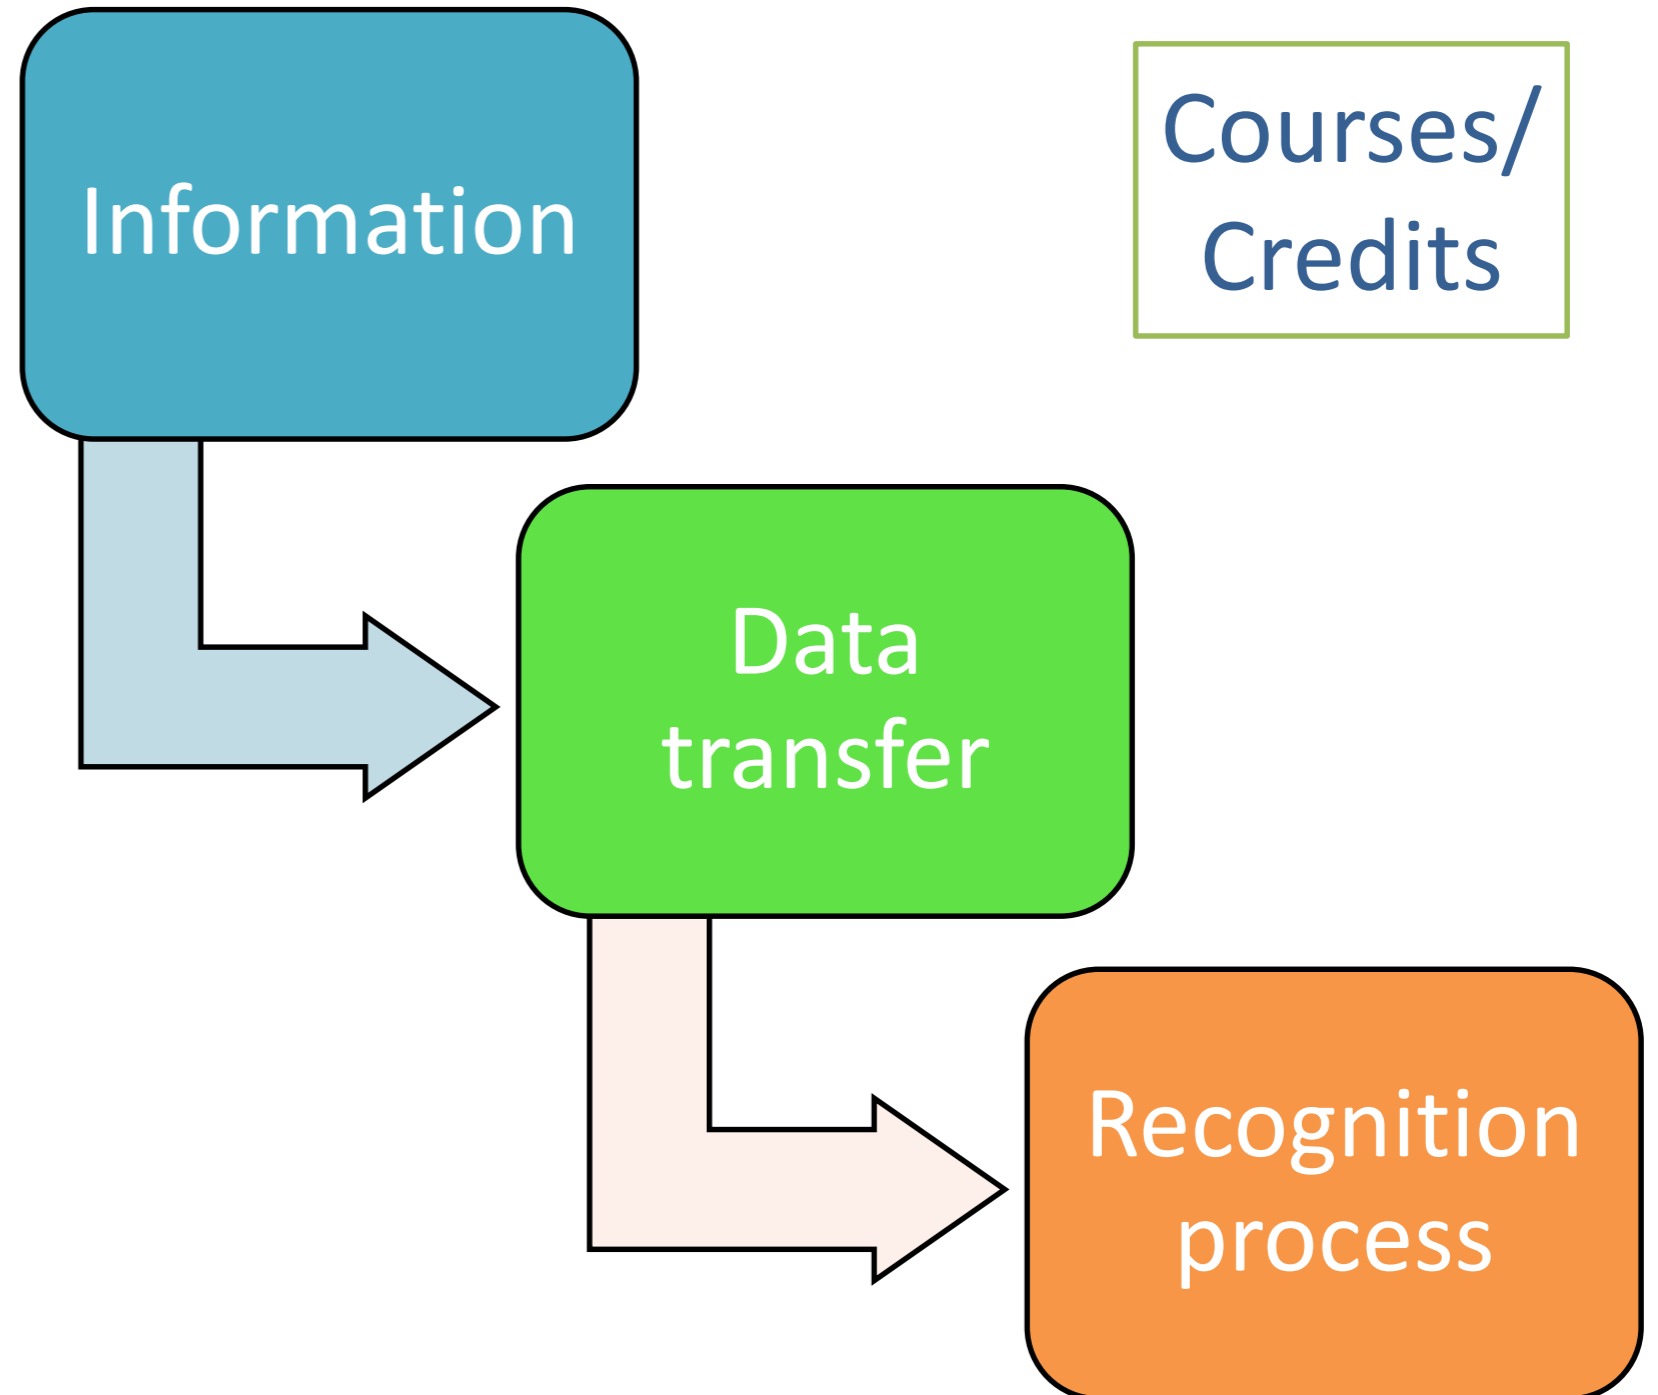 Information
Courses/
Credits
Data
transfer
Recognition
process